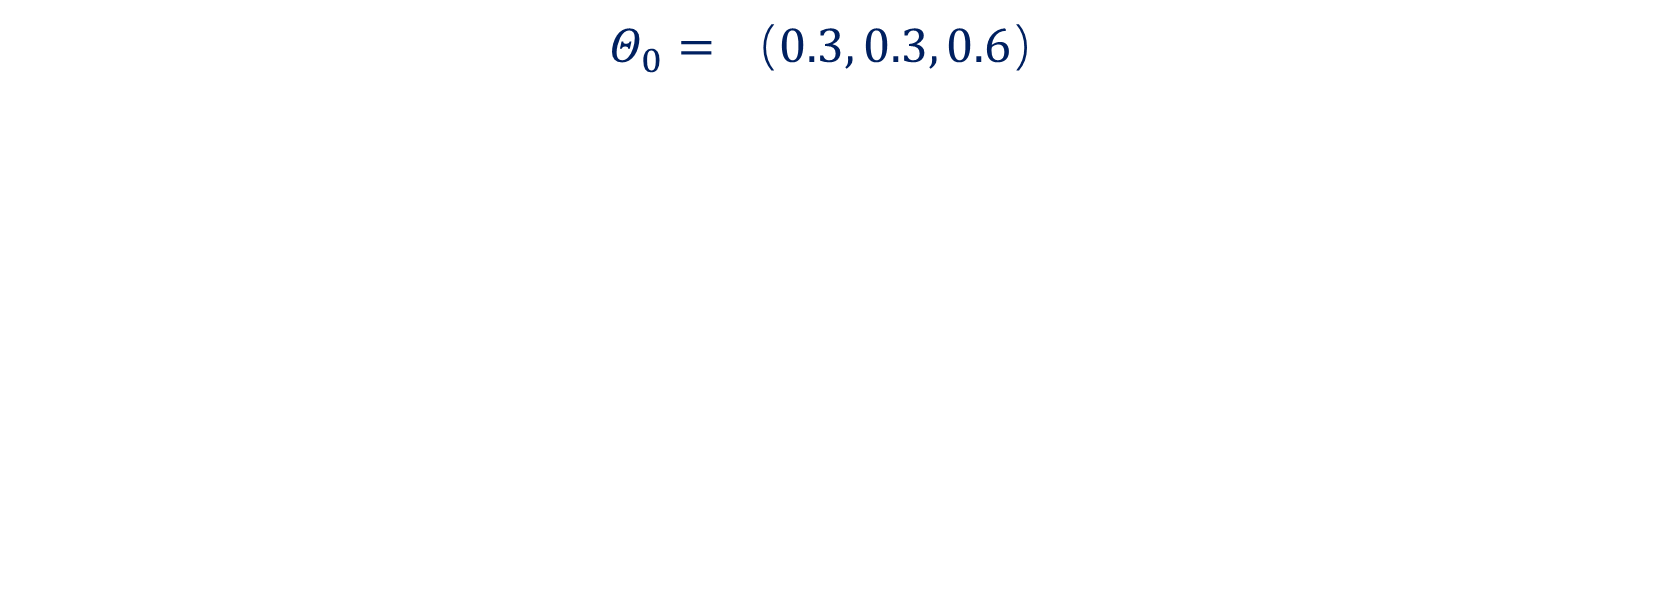 𝛩₀ = (0.3, 0.3, 0.6)